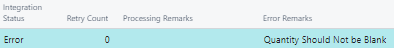 Integration
Status Retry Count Processing Remarks Error Remarks
Error 0 Quantity Should Not be Blank